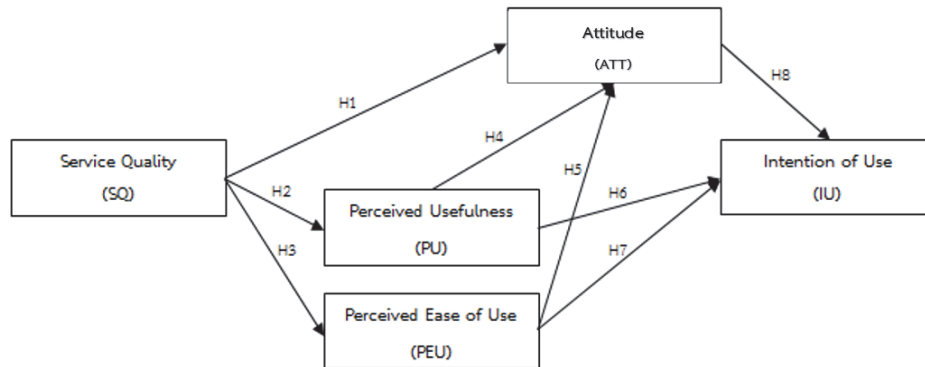 Attitude
(ATT)
H8
H1
H4
Service Quality
(SQ)
Intention of Use
(IU)
H5
H2
H6
Perceived Usefulness
(PU)
H3
H7
Perceived Ease of Use
(PEU)